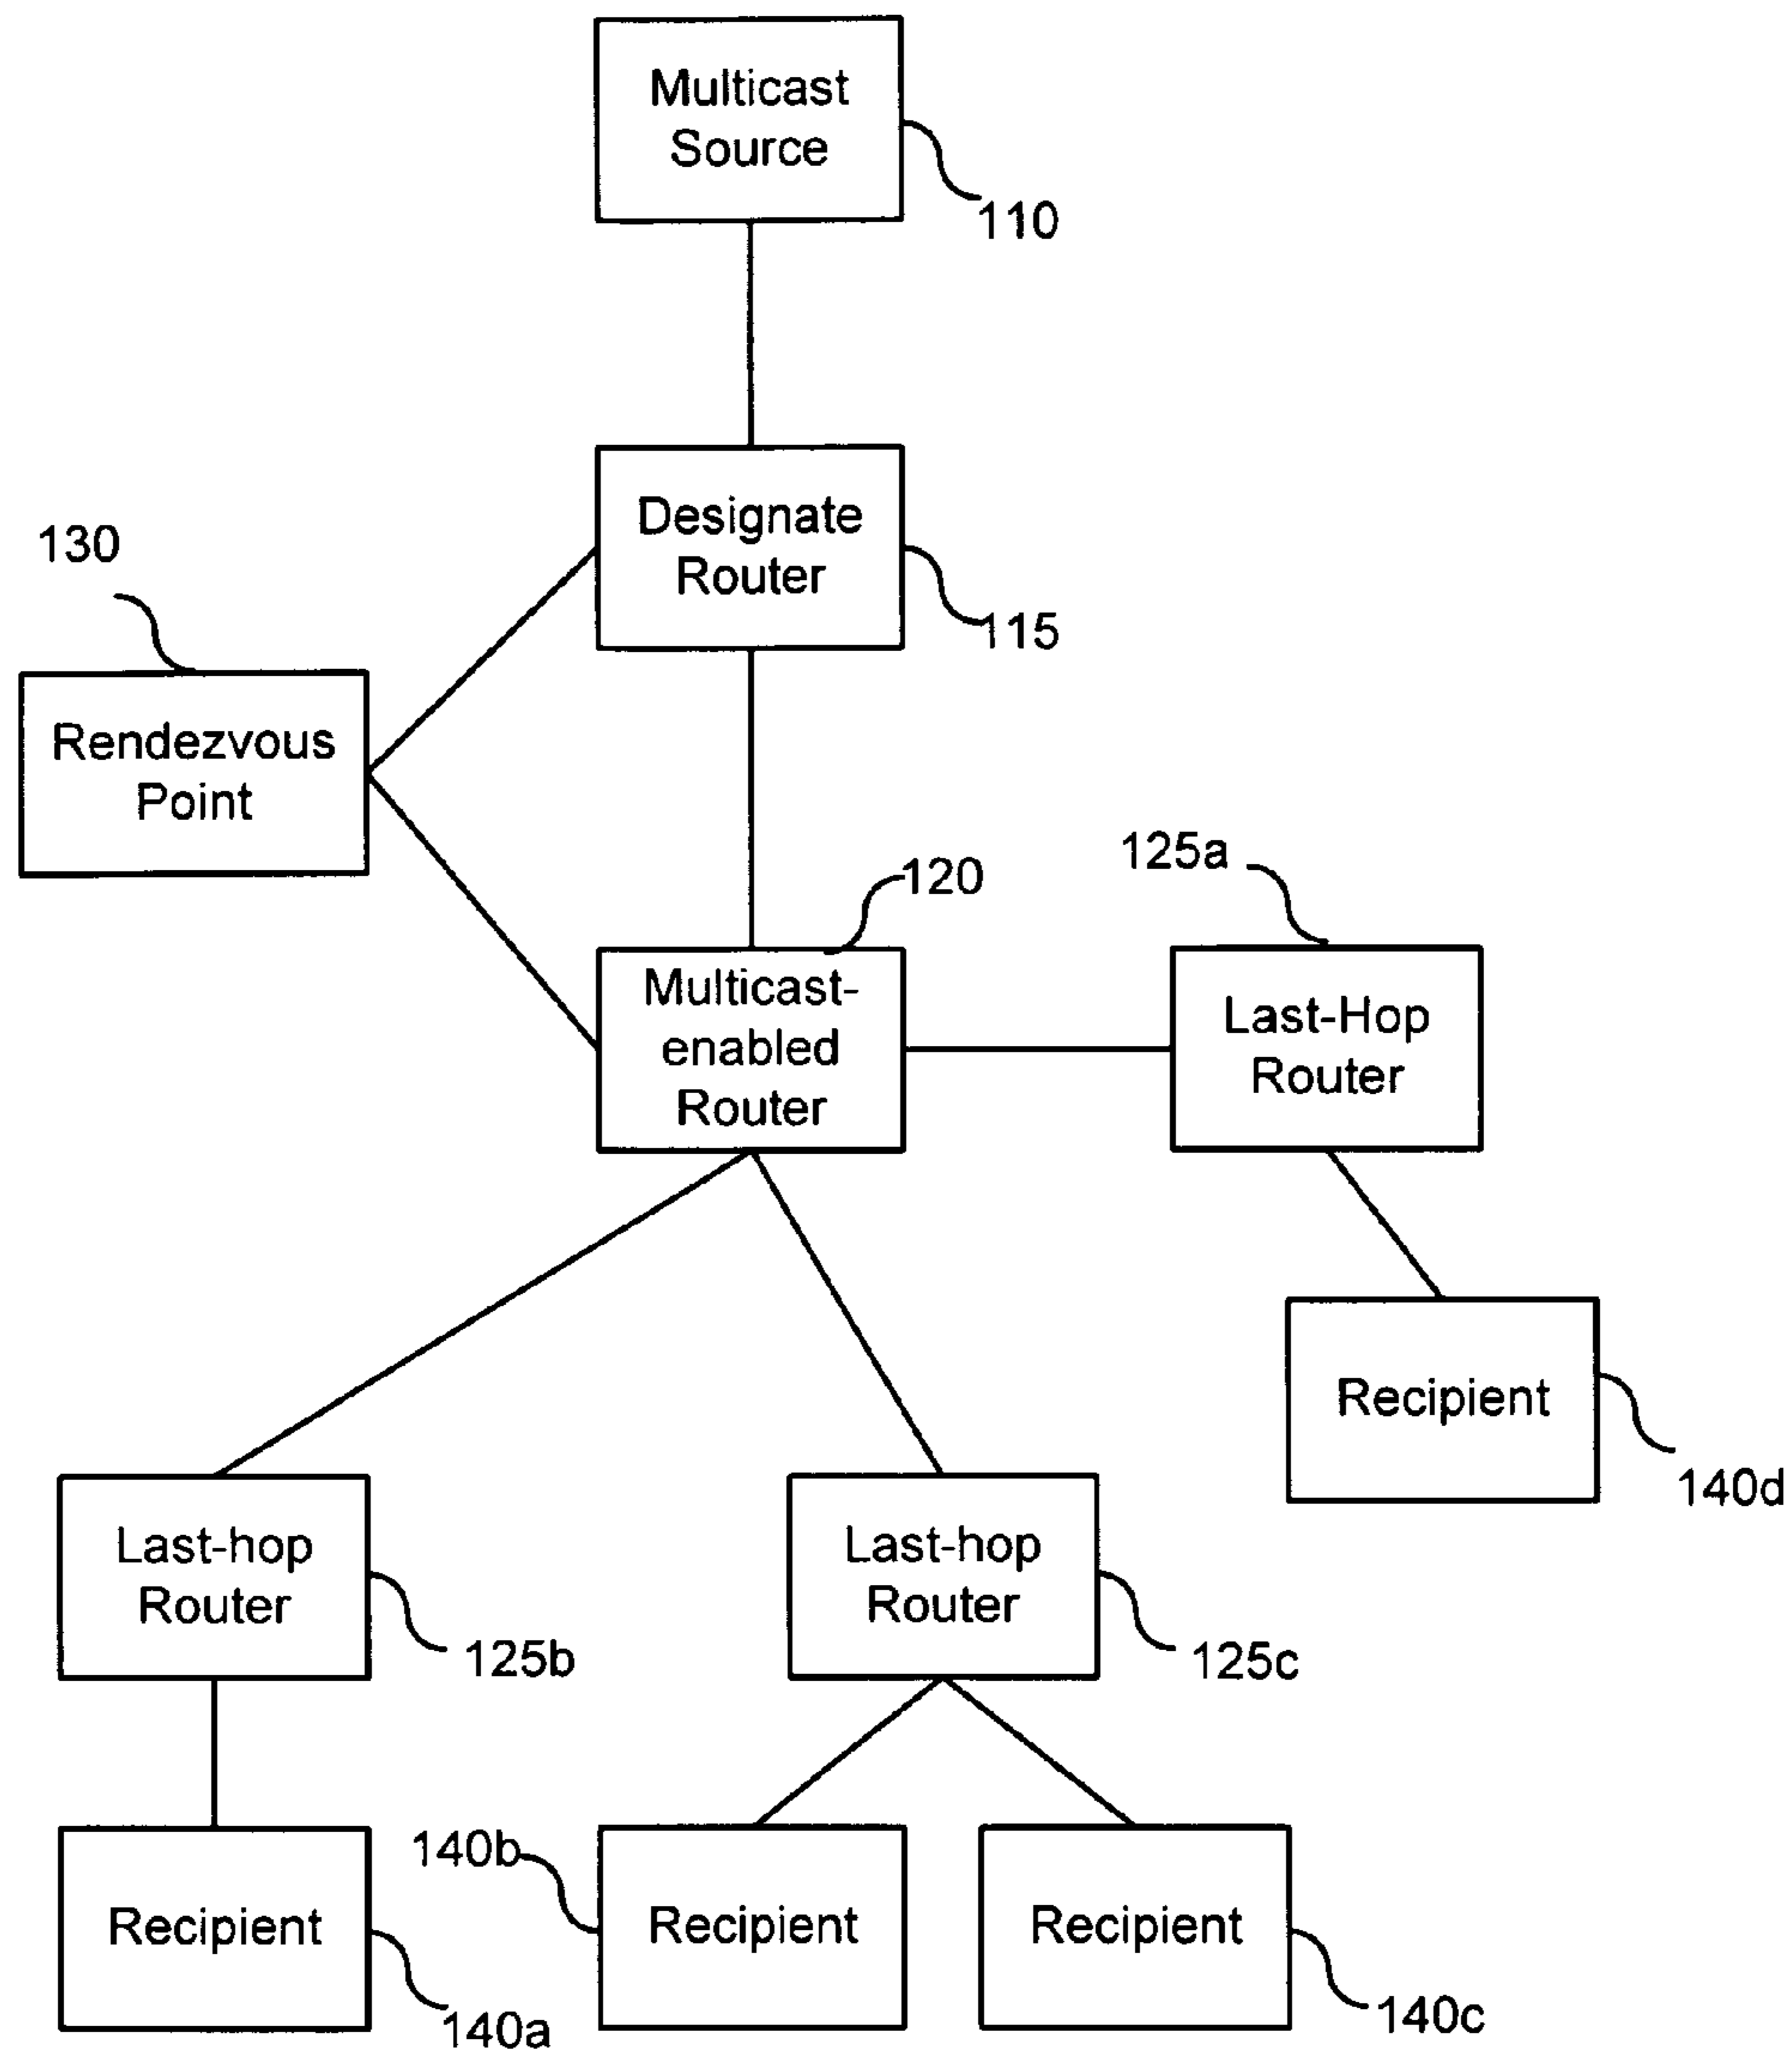 Multicast
Source
110
Designate
Router
115
130
Rendezvous
Point
120
125a
Multicast-
enabled
Router
Last-Hop
Router
Recipient
140d
Last-hop
Router
125b
Last-hop
Router
125c
Recipient
140a
140b
Recipient
Recipient
140c